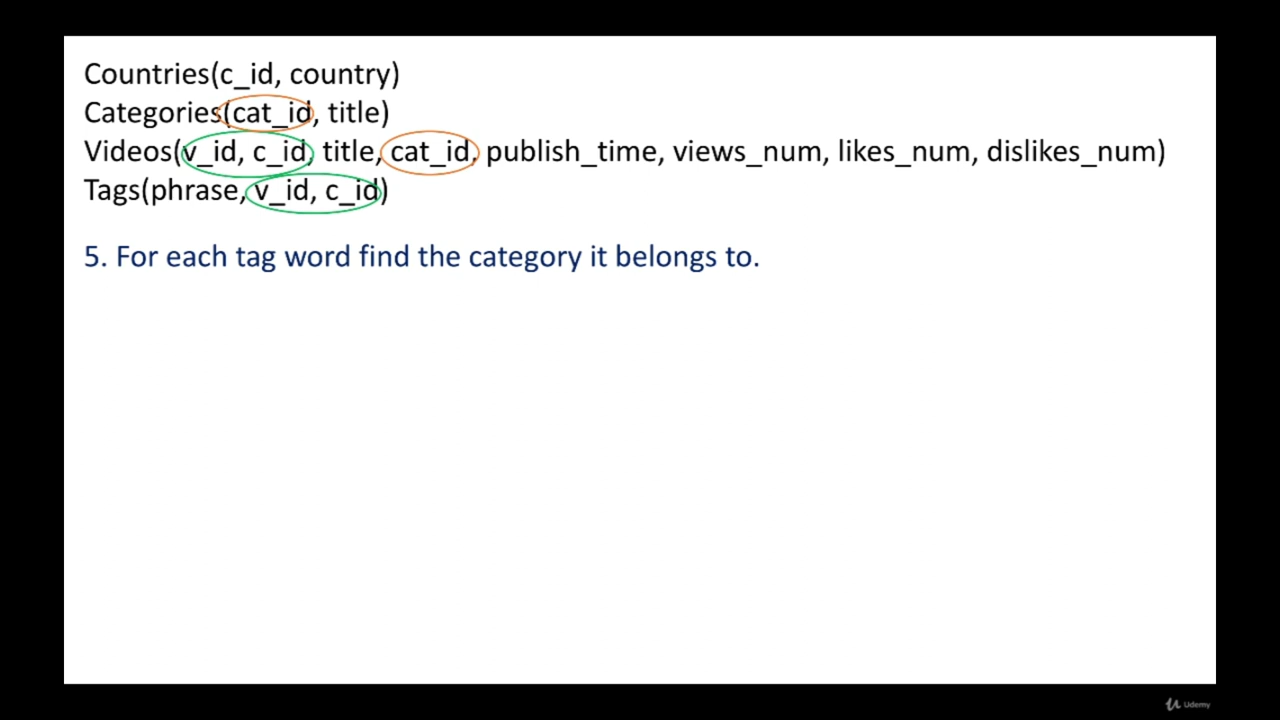 Countries(c_id, country)
Categories(cat_id, title)
Videos(v_id, c_id, title, cat_id, publish_time, views_num, likes_num, dislikes_num)
Tags(phrase, v_id, c_id)
5. For each tag word find the category it belongs to.
Udemy